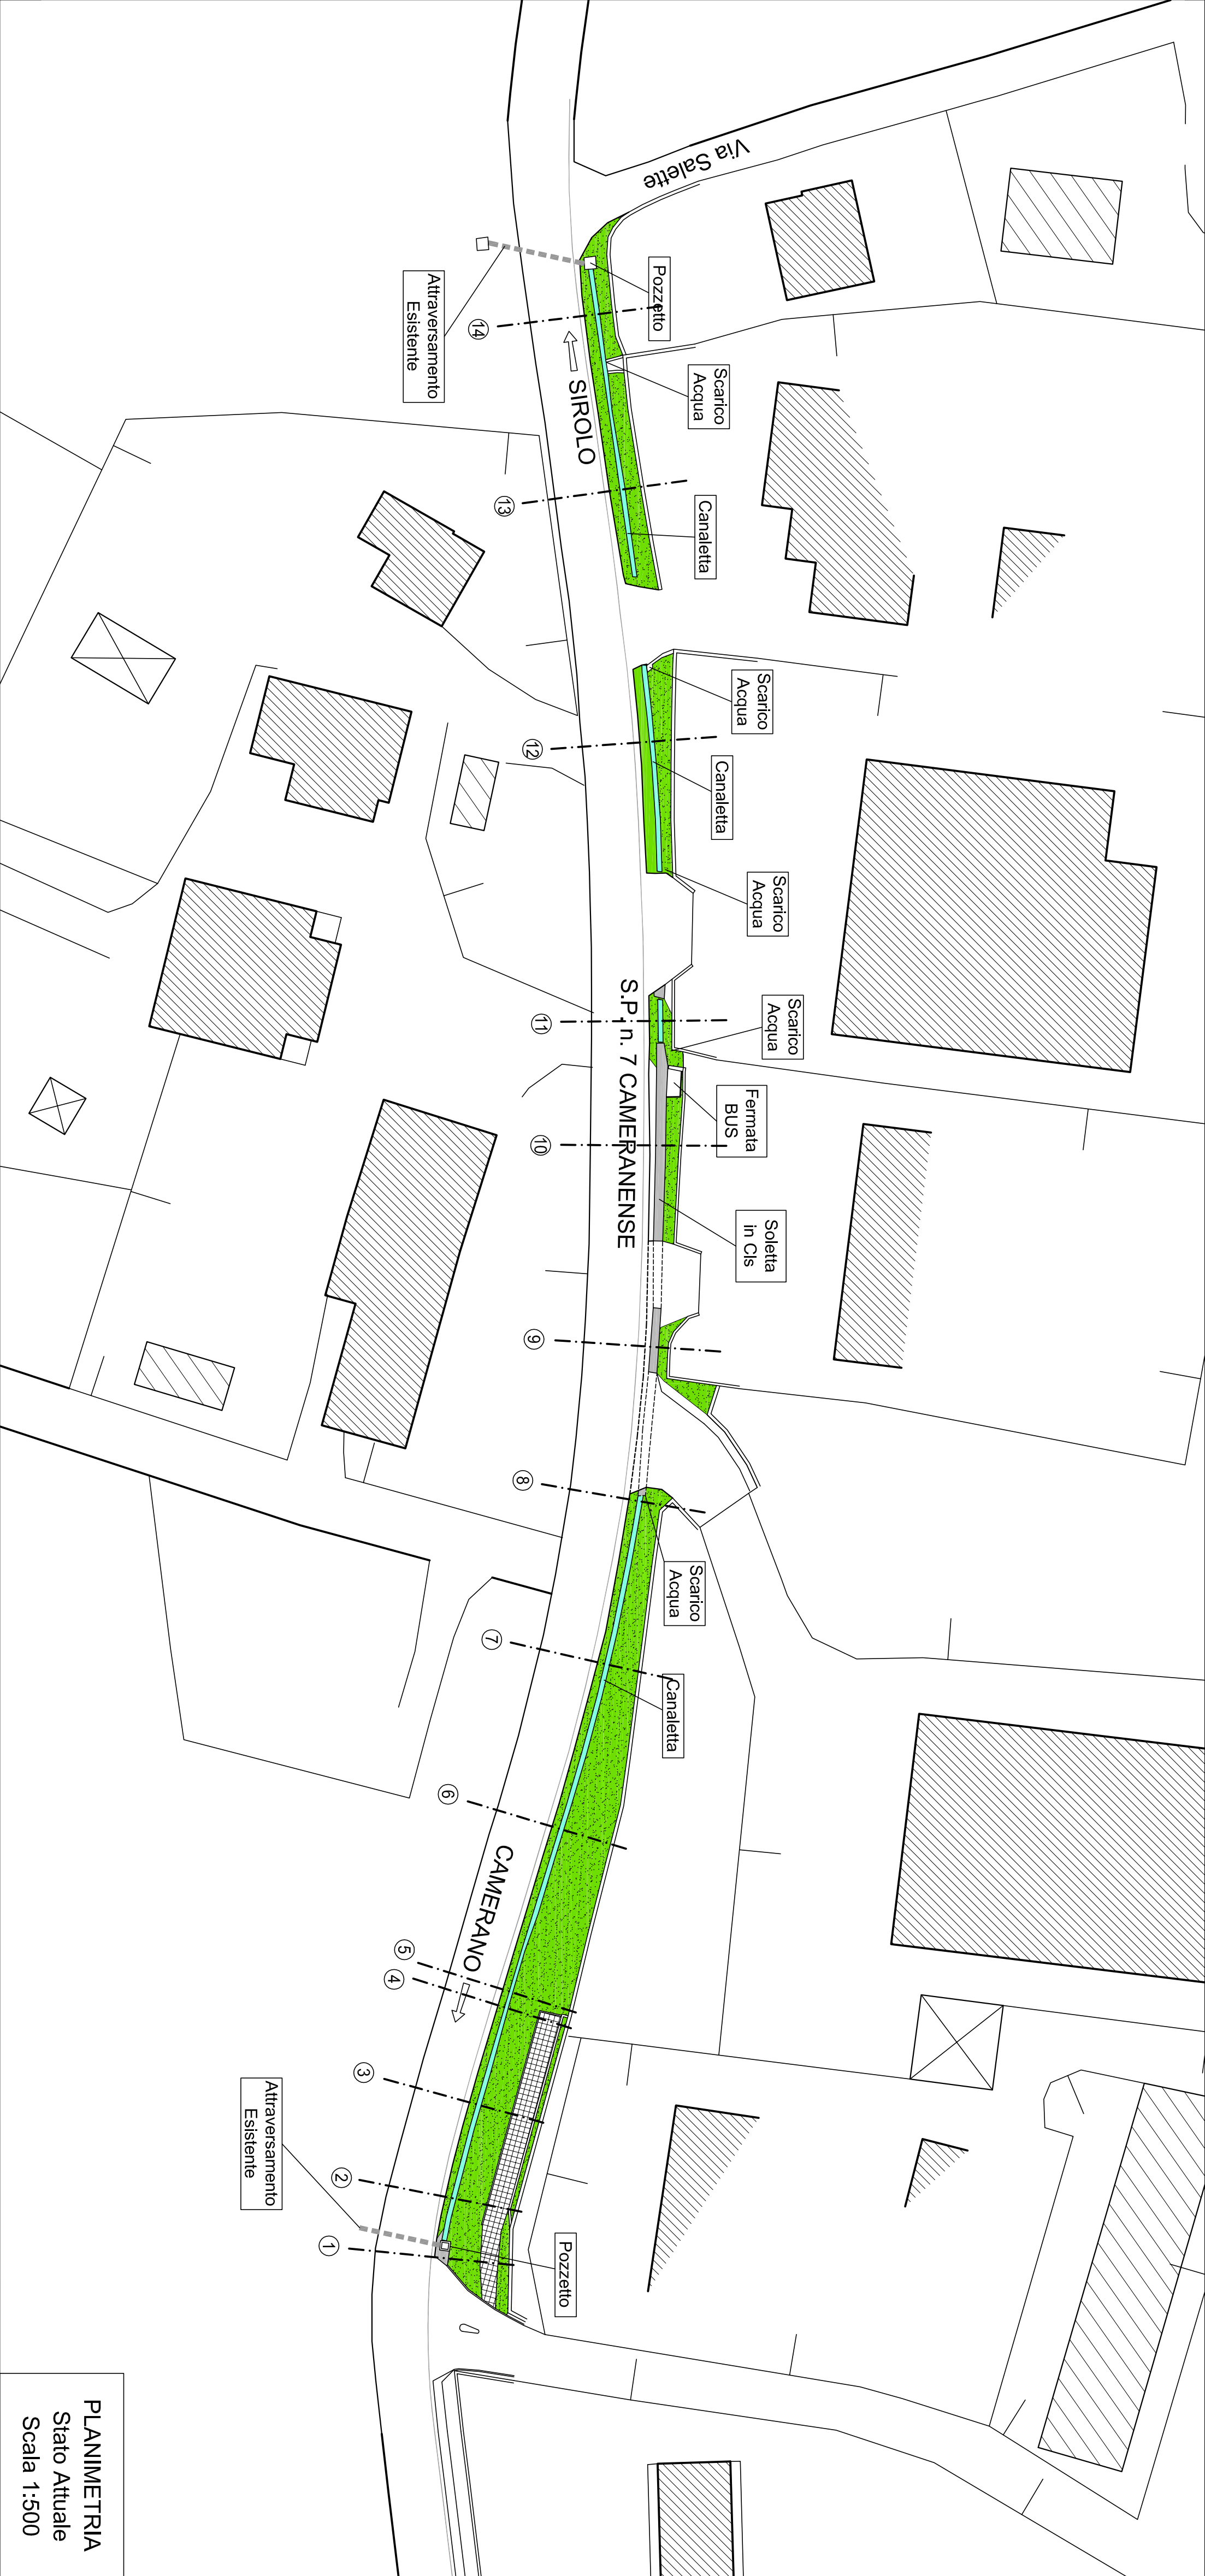 Via Salette
Pozzetto
Attraversamento
Esistente
14
SIROLO
Scarico
Acqua
13
Canaletta
Scarico
Acqua
12
Canaletta
Scarico
Acqua
S.P. n. 7 CAMERANENSE
11
Scarico
Acqua
Fermata
BUS
10
Soletta
in Cls
9
8
Scarico
Acqua
7
Canaletta
6
CAMERANO
5
4
3
Attraversamento
Esistente
2
1
Pozzetto
PLANIMETRIA
Stato Attuale
Scala 1:500